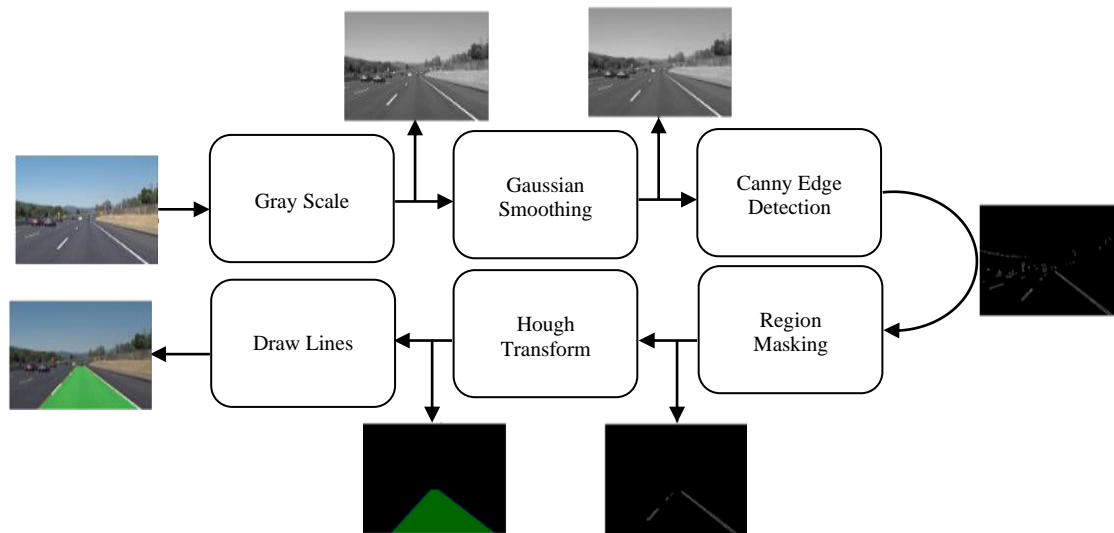 Gray Scale
Gaussian
Smoothing
Canny Edge
Detection
Region
Masking
Hough
Transform
Draw Lines